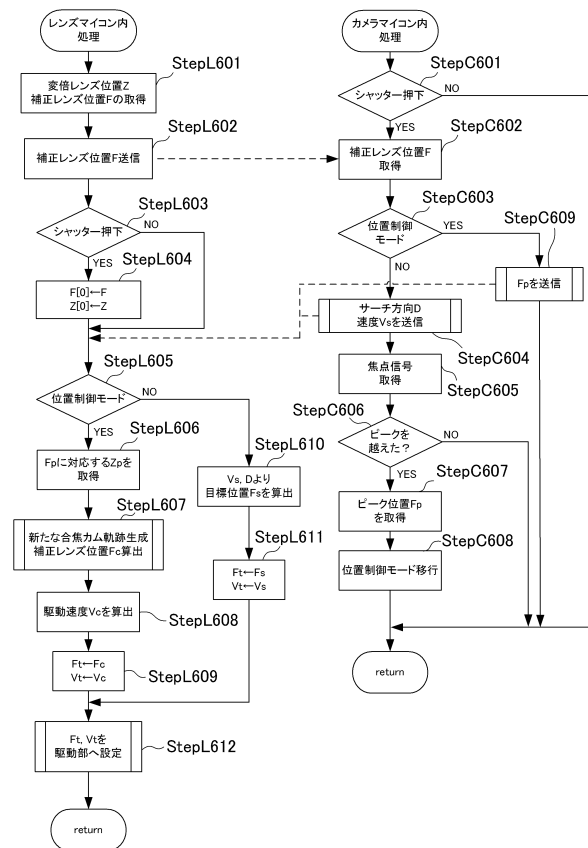 レンズマイコン内
処理
StepL601
変倍レンズ位置Z
補正レンズ位置Fの取得
StepL602
補正レンズ位置F送信
StepL603
シャッター押下
NO
YES
StepL604
F[0]←F
Z[0]←Z
StepL605
位置制御モード
NO
YES
StepL606
Fpに対応するZpを
取得
StepL610
Vs, Dより
目標位置Fsを算出
StepL607
新たな合焦カム軌跡生成
補正レンズ位置Fc算出
StepL611
Ft←Fs
Vt←Vs
駆動速度Vcを算出
StepL608
Ft←Fc
Vt←Vc
StepL609
Ft, Vtを
駆動部へ設定
StepL612
return
カメラマイコン内
処理
StepC601
シャッター押下
NO
YES
StepC602
補正レンズ位置F
取得
StepC603
位置制御
モード
YES
NO
StepC609
Fpを送信
サーチ方向D
速度Vsを送信
StepC604
焦点信号
取得
StepC605
StepC606
ピークを
越えた?
NO
YES
StepC607
ピーク位置Fp
を取得
StepC608
位置制御モード移行
return